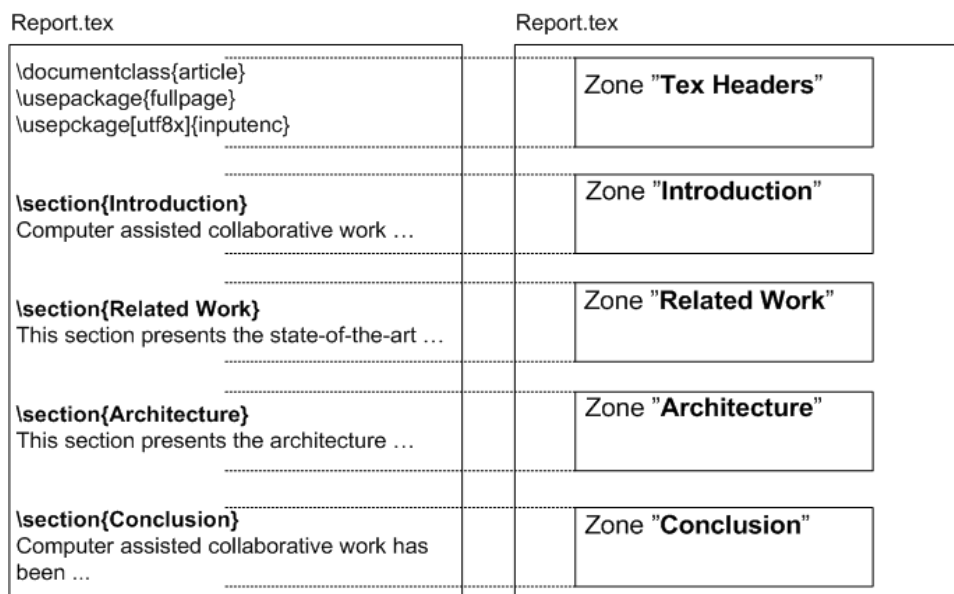 Report.tex
\documentclass{article}
\usepackage{fullpage}
\usepckage[utf8x]{inputenc}
\section{Introduction}
Computer assisted collaborative work …
\section{Related Work}
This section presents the state-of-the-art …
\section{Architecture}
This section presents the architecture …
\section{Conclusion}
Computer assisted collaborative work has
been ...
Report.tex
Zone ”Tex Headers”
Zone ”Introduction”
Zone ”Related Work”
Zone ”Architecture”
Zone ”Conclusion”